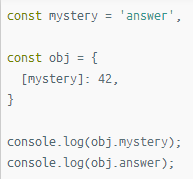 const mystery = 'answer',

const obj = {
  [mystery]: 42,
}

console.log(obj.mystery);
console.log(obj.answer);